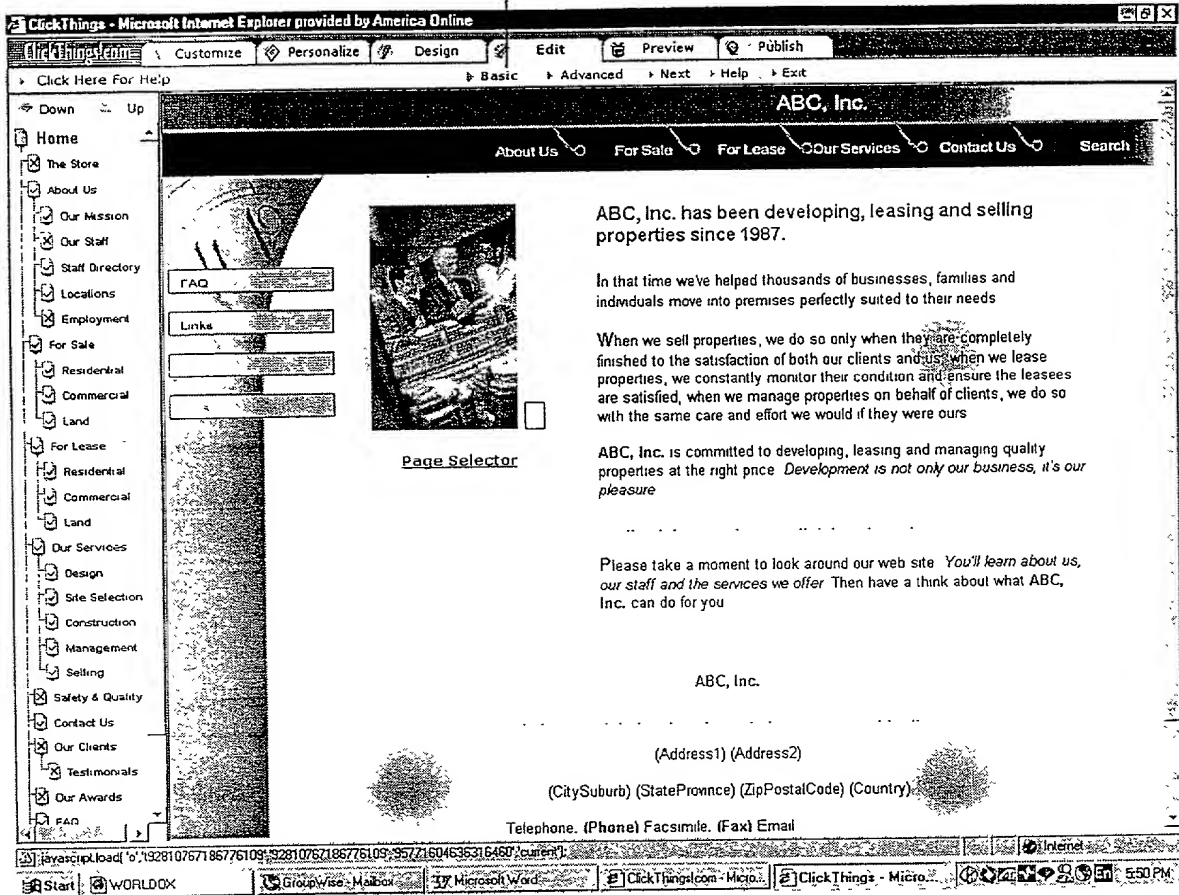 ClickThings - Microsoft Internet Explorer provided by America Online
ClickThings.com Customize Personalize Design Edit Preview Publish
Click Here For Help Basic Advanced Next Help Exit
Down Up
Home
The Store
About Us
Our Mission
Our Staff
Staff Directory
Locations
Employment
For Sale
Residential
Commercial
Land
For Lease
Residential
Commercial
Land
Our Services
Design
Site Selection
Construction
Management
Selling
Safety & Quality
Contact Us
Our Clients
Testimonials
Our Awards
FAQ
ABC, Inc.
About Us For Sale For Lease Our Services Contact Us Search
FAQ
Links
Page Selector
ABC, Inc. has been developing, leasing and selling
properties since 1987.
In that time we've helped thousands of businesses, families and
individuals move into premises perfectly suited to their needs
When we sell properties, we do so only when they are completely
finished to the satisfaction of both our clients and us, when we lease
properties, we constantly monitor their condition and ensure the leasees
are satisfied, when we manage properties on behalf of clients, we do so
with the same care and effort we would if they were ours
ABC, Inc. is committed to developing, leasing and managing quality
properties at the right price Development is not only our business, it's our
pleasure
Please take a moment to look around our web site You'll learn about us,
our staff and the services we offer Then have a think about what ABC,
Inc. can do for you
ABC, Inc.
(Address1) (Address2)
(CitySuburb) (StateProvince) (ZipPostalCode) (Country)
Telephone. (Phone) Facsimile. (Fax) Email
Internet
Start WORLDOX GroupWise - Mailbox Microsoft Word ClickThings.com - Micro... ClickThings - Micro... 5:50 PM